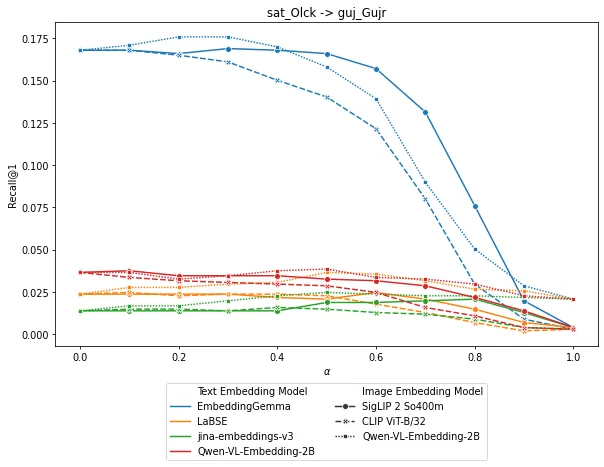 sat_Olck -> guj_Gujr
Recall@1
0.175
0.150
0.125
0.100
0.075
0.050
0.025
0.000
0.0 0.2 0.4 0.6 0.8 1.0
α
Text Embedding Model
EmbeddingGemma
LaBSE
jina-embeddings-v3
Qwen-VL-Embedding-2B
Image Embedding Model
SigLIP 2 So400m
CLIP ViT-B/32
Qwen-VL-Embedding-2B